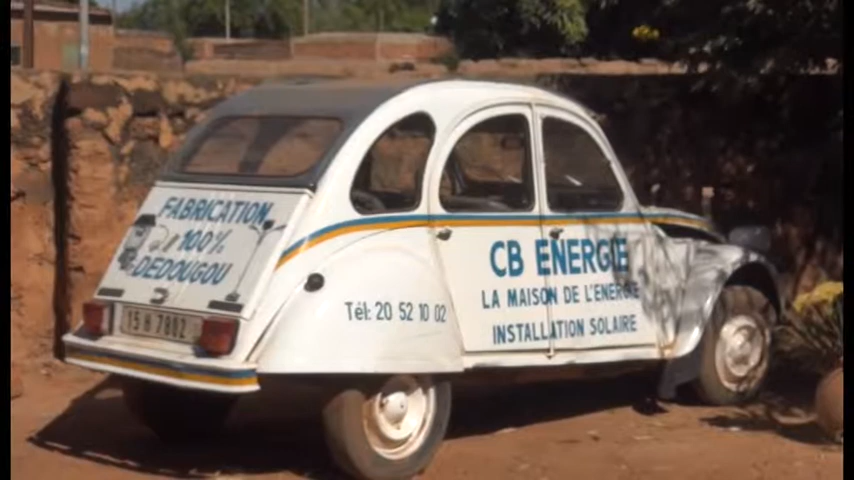 FABRICATION
100%
DEDOUGOU
15 H 7802
Tél: 20 52 10 02
CB ENERGIE
LA MAISON DE L'ENERGIE
INSTALLATION SOLAIRE